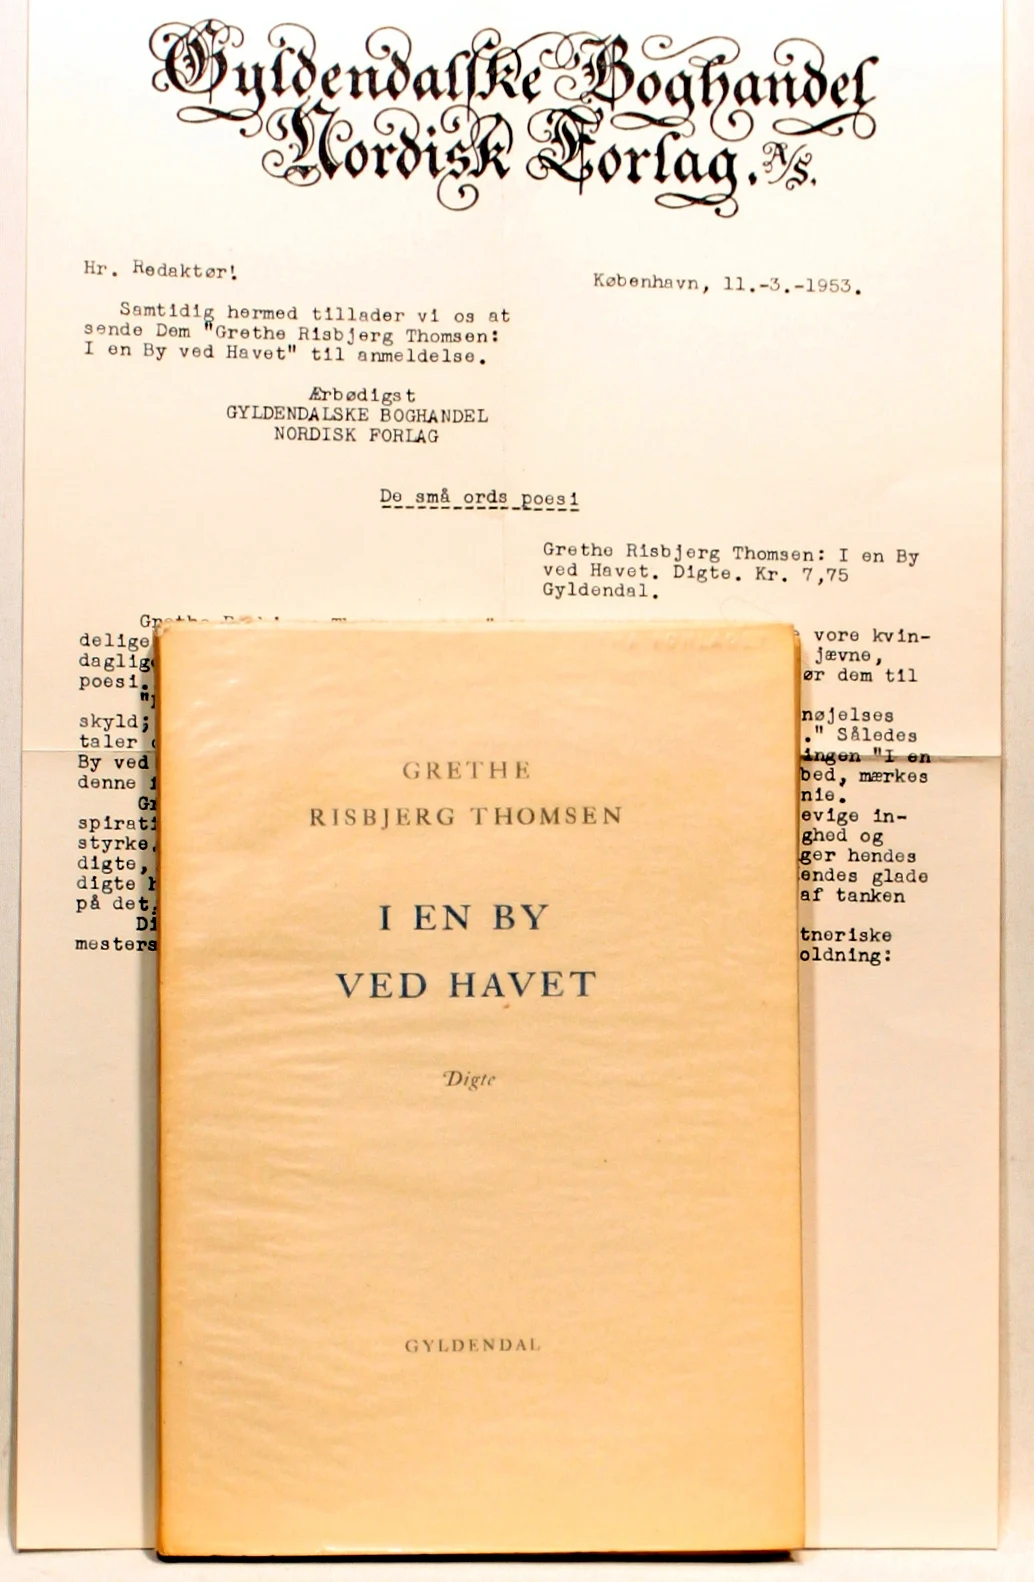 Gyldendalske Boghandel
Nordisk Forlag. A/S.
Hr. Redaktør!
København, 11.-3.-1953.
Samtidig hermed tillader vi os at
sende Dem "Grethe Risbjerg Thomsen:
I en By ved Havet" til anmeldelse.
Ærbødigst
GYLDENDALSKE BOGHANDEL
NORDISK FORLAG
De små ords poesi
Grethe Risbjerg Thomsen: I en By
ved Havet. Digte. Kr. 7,75
Gyldendal.
delige vore kvin-
jævne,
poesi. dem til
skyld; nøjelses
taler ." Således
By ved ingen "I en
denne bed, mærkes
nie.
evige in-
styrke, ghed og
digte, ger hendes
digte endes glade
på det, af tanken
tneriske
mesters oldning:
GRETHE
RISBJERG THOMSEN
I EN BY
VED HAVET
Digte
GYLDENDAL